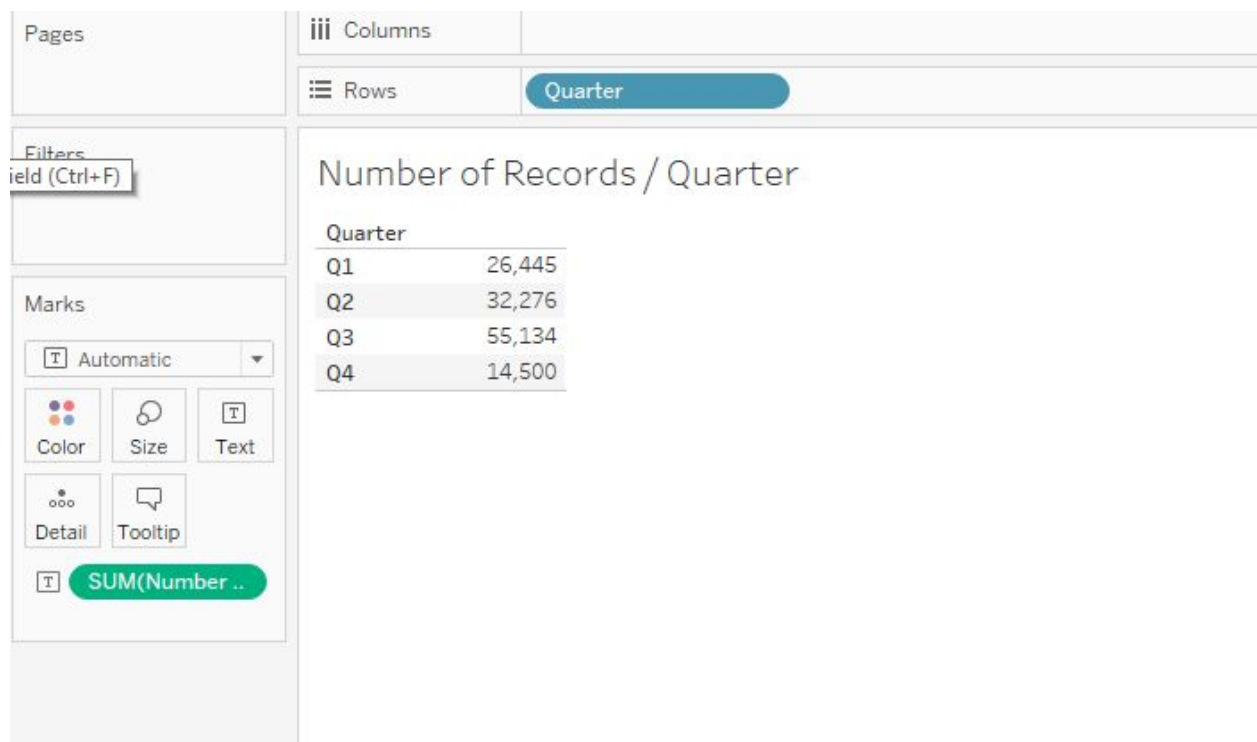 Pages
Columns
Rows
Quarter
Filters
ield (Ctrl+F)
Number of Records / Quarter
Quarter
Q1 26,445
Q2 32,276
Q3 55,134
Q4 14,500
Marks
T Automatic
Color Size Text
Detail Tooltip
T SUM(Number ..